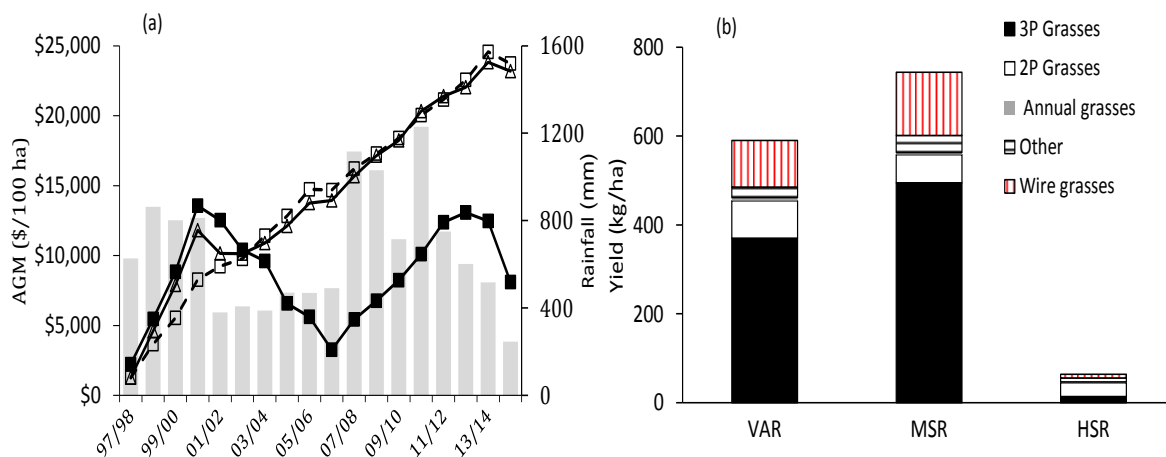 (a)
AGM ($/100 ha)
$25,000
$20,000
$15,000
$10,000
$5,000
$0
1600
1200
800
400
0
Rainfall (mm)
97/98
99/00
01/02
03/04
05/06
07/08
09/10
11/12
13/14
(b)
Yield (kg/ha)
800
600
400
200
0
VAR
MSR
HSR
3P Grasses
2P Grasses
Annual grasses
Other
Wire grasses